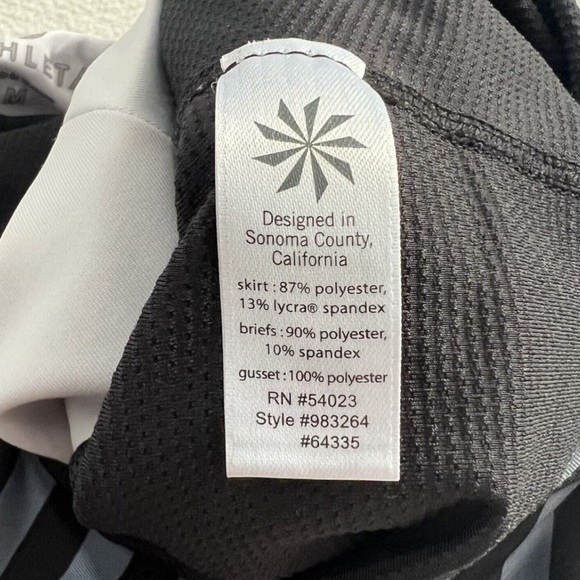 HLETA
M
Designed in
Sonoma County,
California
skirt : 87% polyester,
13% lycra® spandex
briefs : 90% polyester,
10% spandex
gusset : 100% polyester
RN #54023
Style #983264
#64335